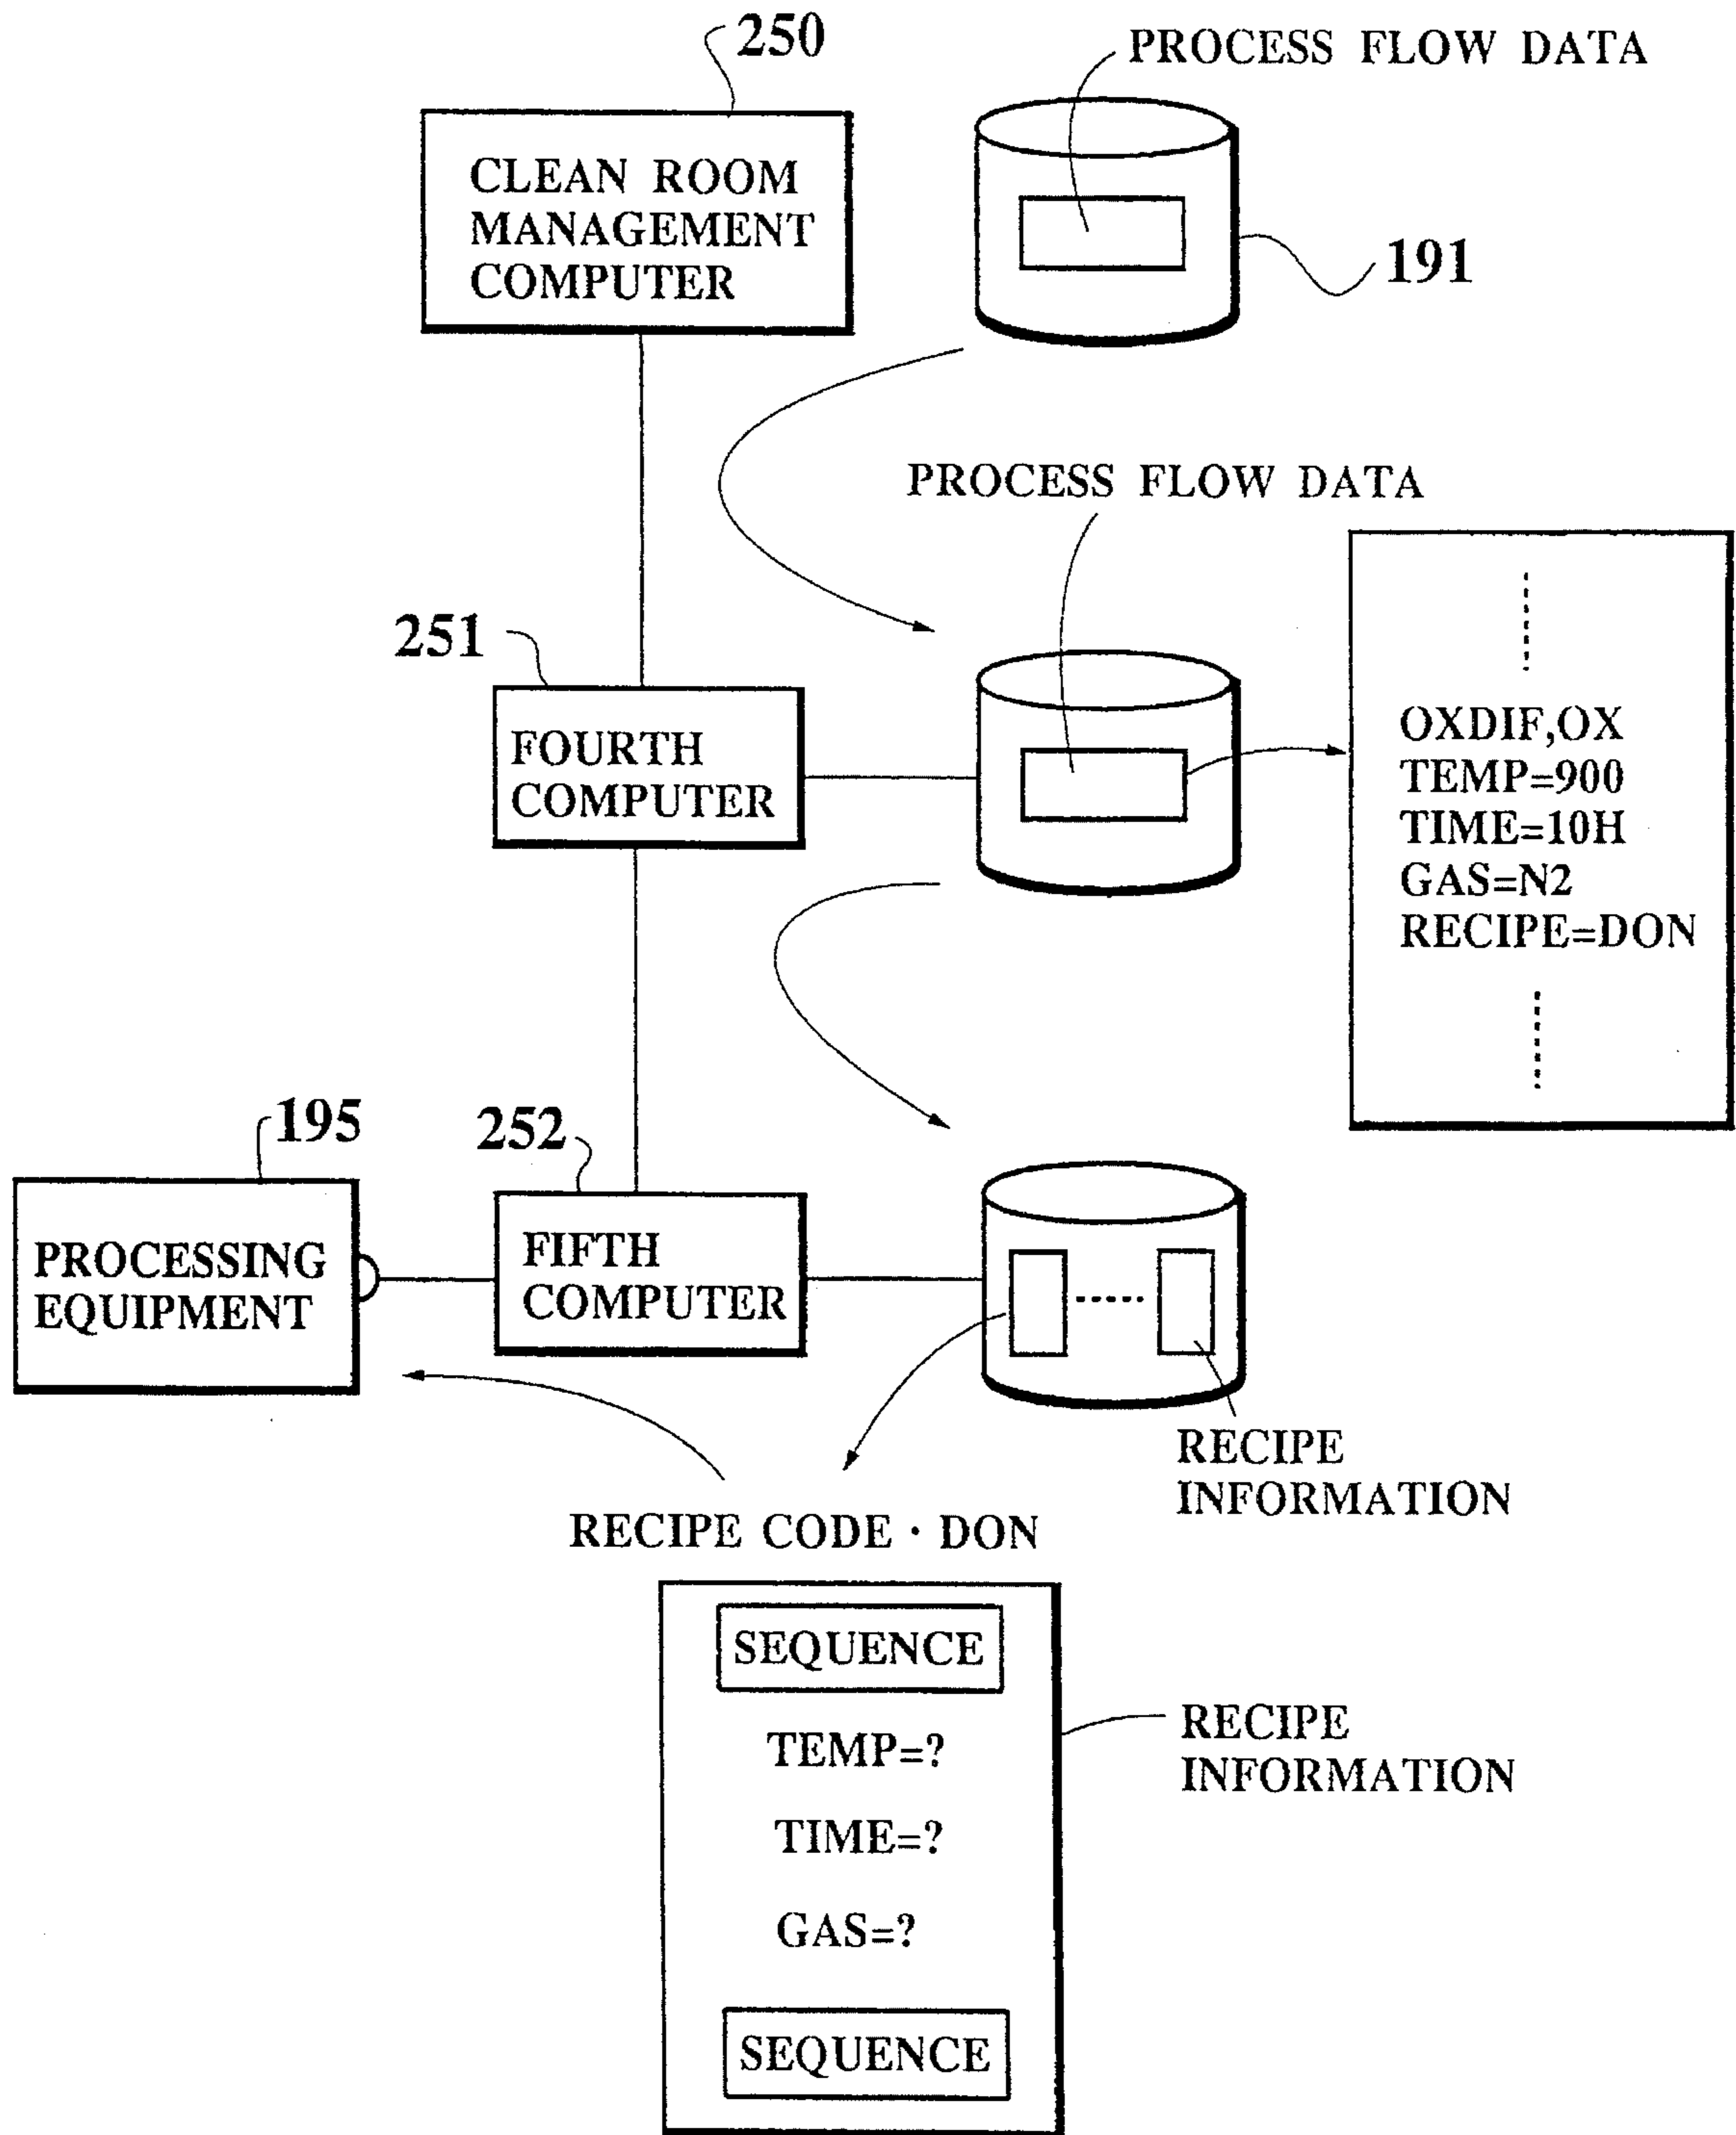 250
PROCESS FLOW DATA
CLEAN ROOM
MANAGEMENT
COMPUTER
191
PROCESS FLOW DATA
251
FOURTH
COMPUTER
OXDIF,OX
TEMP=900
TIME=10H
GAS=N2
RECIPE=DON
195
252
PROCESSING
EQUIPMENT
FIFTH
COMPUTER
RECIPE
INFORMATION
RECIPE CODE · DON
SEQUENCE
TEMP=?
TIME=?
GAS=?
SEQUENCE
RECIPE
INFORMATION